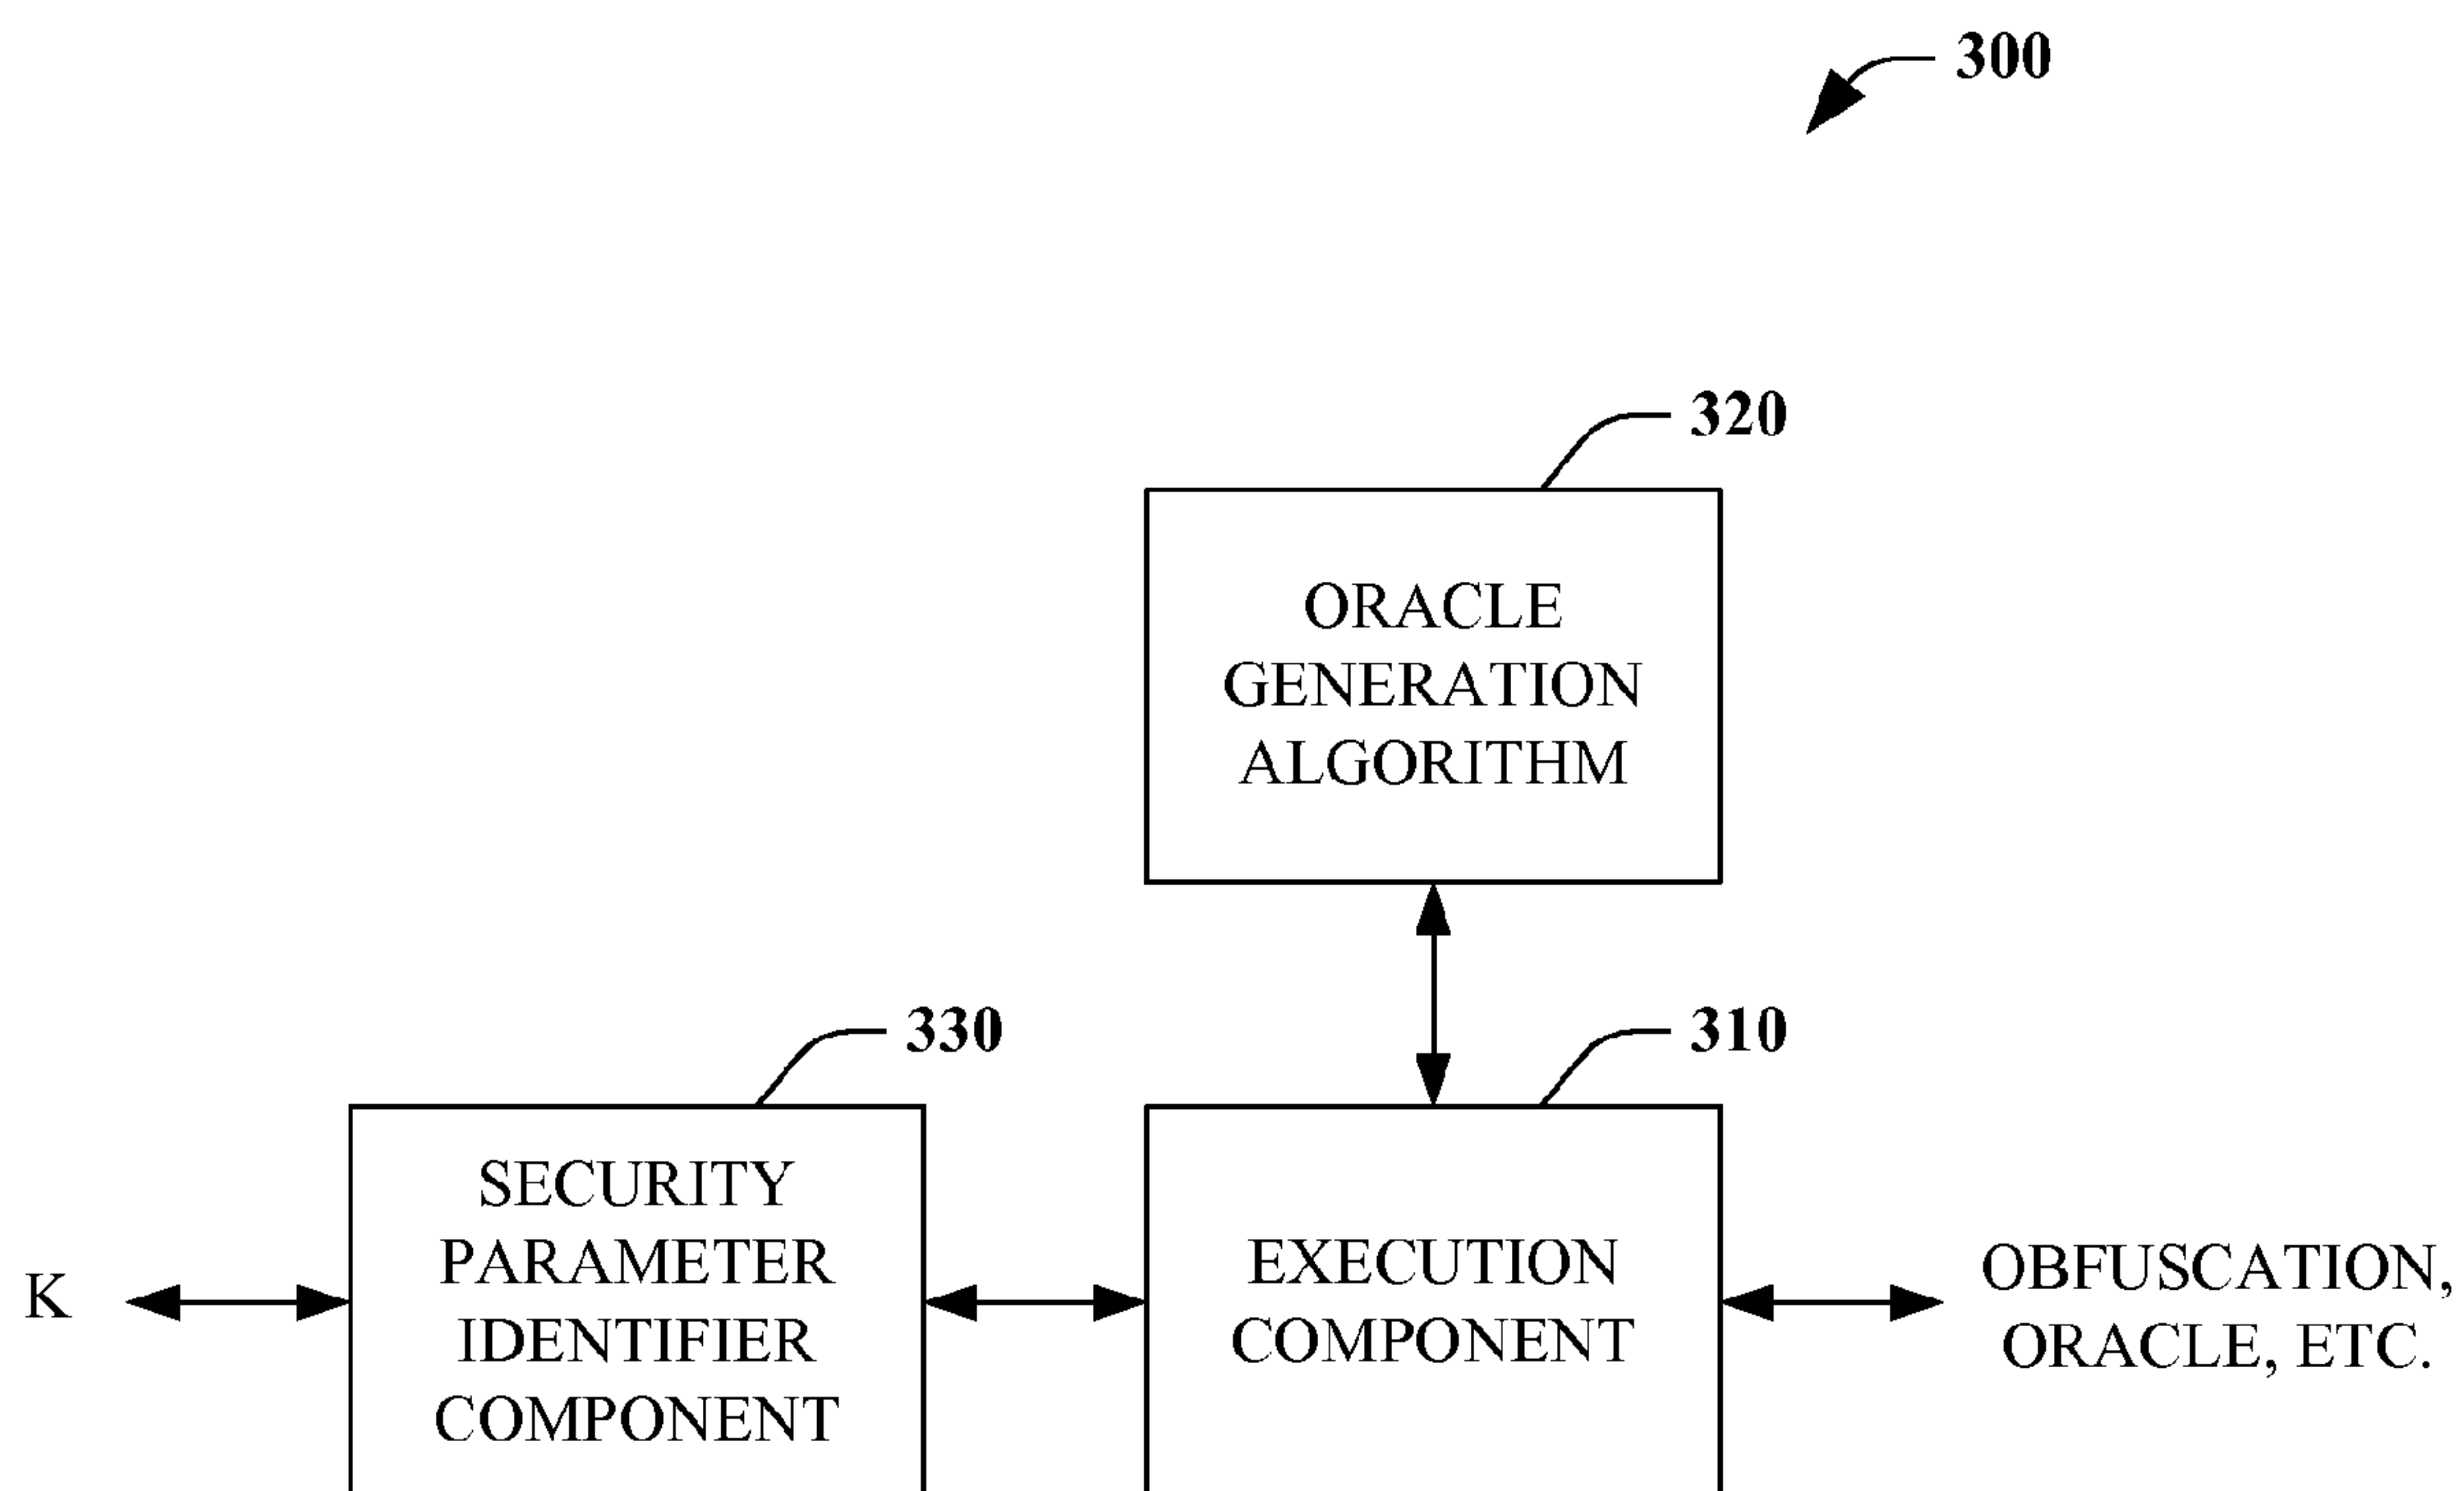 300
320
ORACLE
GENERATION
ALGORITHM
330
310
SECURITY
PARAMETER
IDENTIFIER
COMPONENT
K
EXECUTION
COMPONENT
OBFUSCATION,
ORACLE, ETC.